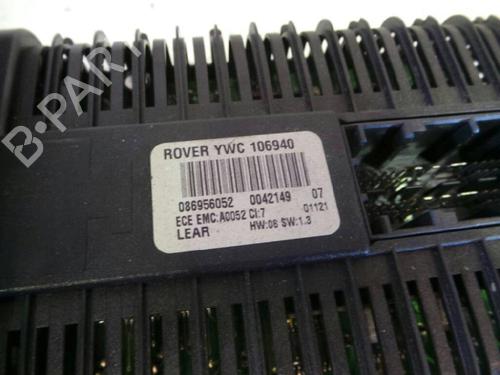 B-PARTS
ROVER YWC 106940
086956052 0042149 07
ECE EMC:A0052 CI:7 01121
LEAR HW:06 SW:1.3